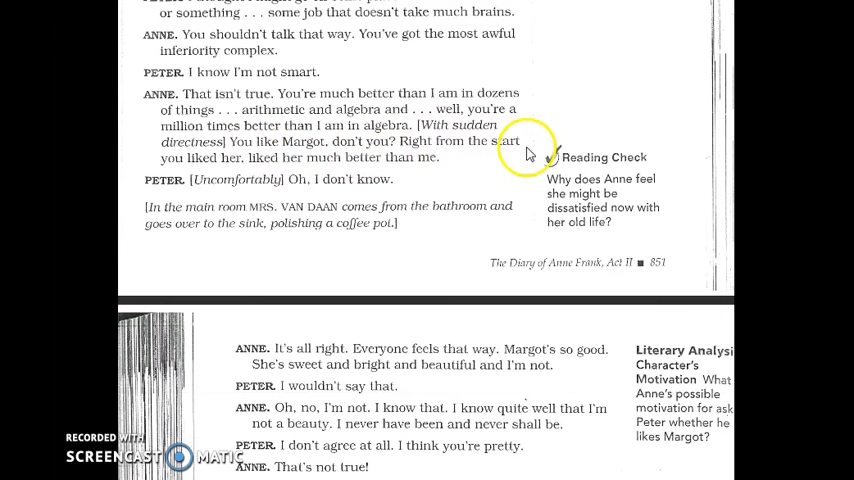 or something . . . some job that doesn't take much brains.
ANNE. You shouldn't talk that way. You've got the most awful
inferiority complex.
PETER. I know I'm not smart.
ANNE. That isn't true. You're much better than I am in dozens
of things . . . arithmetic and algebra and . . . well, you're a
million times better than I am in algebra. [With sudden
directness] You like Margot, don't you? Right from the start
you liked her, liked her much better than me.
PETER. [Uncomfortably] Oh, I don't know.
[In the main room MRS. VAN DAAN comes from the bathroom and
goes over to the sink, polishing a coffee pot.]
Reading Check
Why does Anne feel
she might be
dissatisfied now with
her old life?
The Diary of Anne Frank, Act II ■ 851
ANNE. It's all right. Everyone feels that way. Margot's so good.
She's sweet and bright and beautiful and I'm not.
PETER. I wouldn't say that.
ANNE. Oh, no, I'm not. I know that. I know quite well that I'm
not a beauty. I never have been and never shall be.
PETER. I don't agree at all. I think you're pretty.
ANNE. That's not true!
Literary Analysi
Character's
Motivation What
Anne's possible
motivation for ask
Peter whether he
likes Margot?
RECORDED WITH
SCREENCAST MATIC